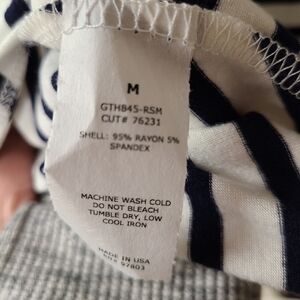 M
GTH845-RSM
CUT# 76231
SHELL: 95% RAYON 5%
SPANDEX
MACHINE WASH COLD
DO NOT BLEACH
TUMBLE DRY, LOW
COOL IRON
MADE IN USA
97803